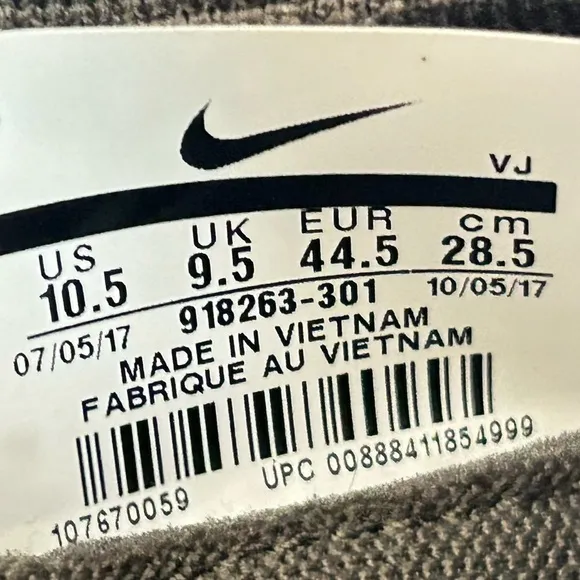 VJ
US UK EUR cm
10.5 9.5 44.5 28.5
07/05/17 918263-301 10/05/17
MADE IN VIETNAM
FABRIQUE AU VIETNAM
UPC 00888411854999
107670059